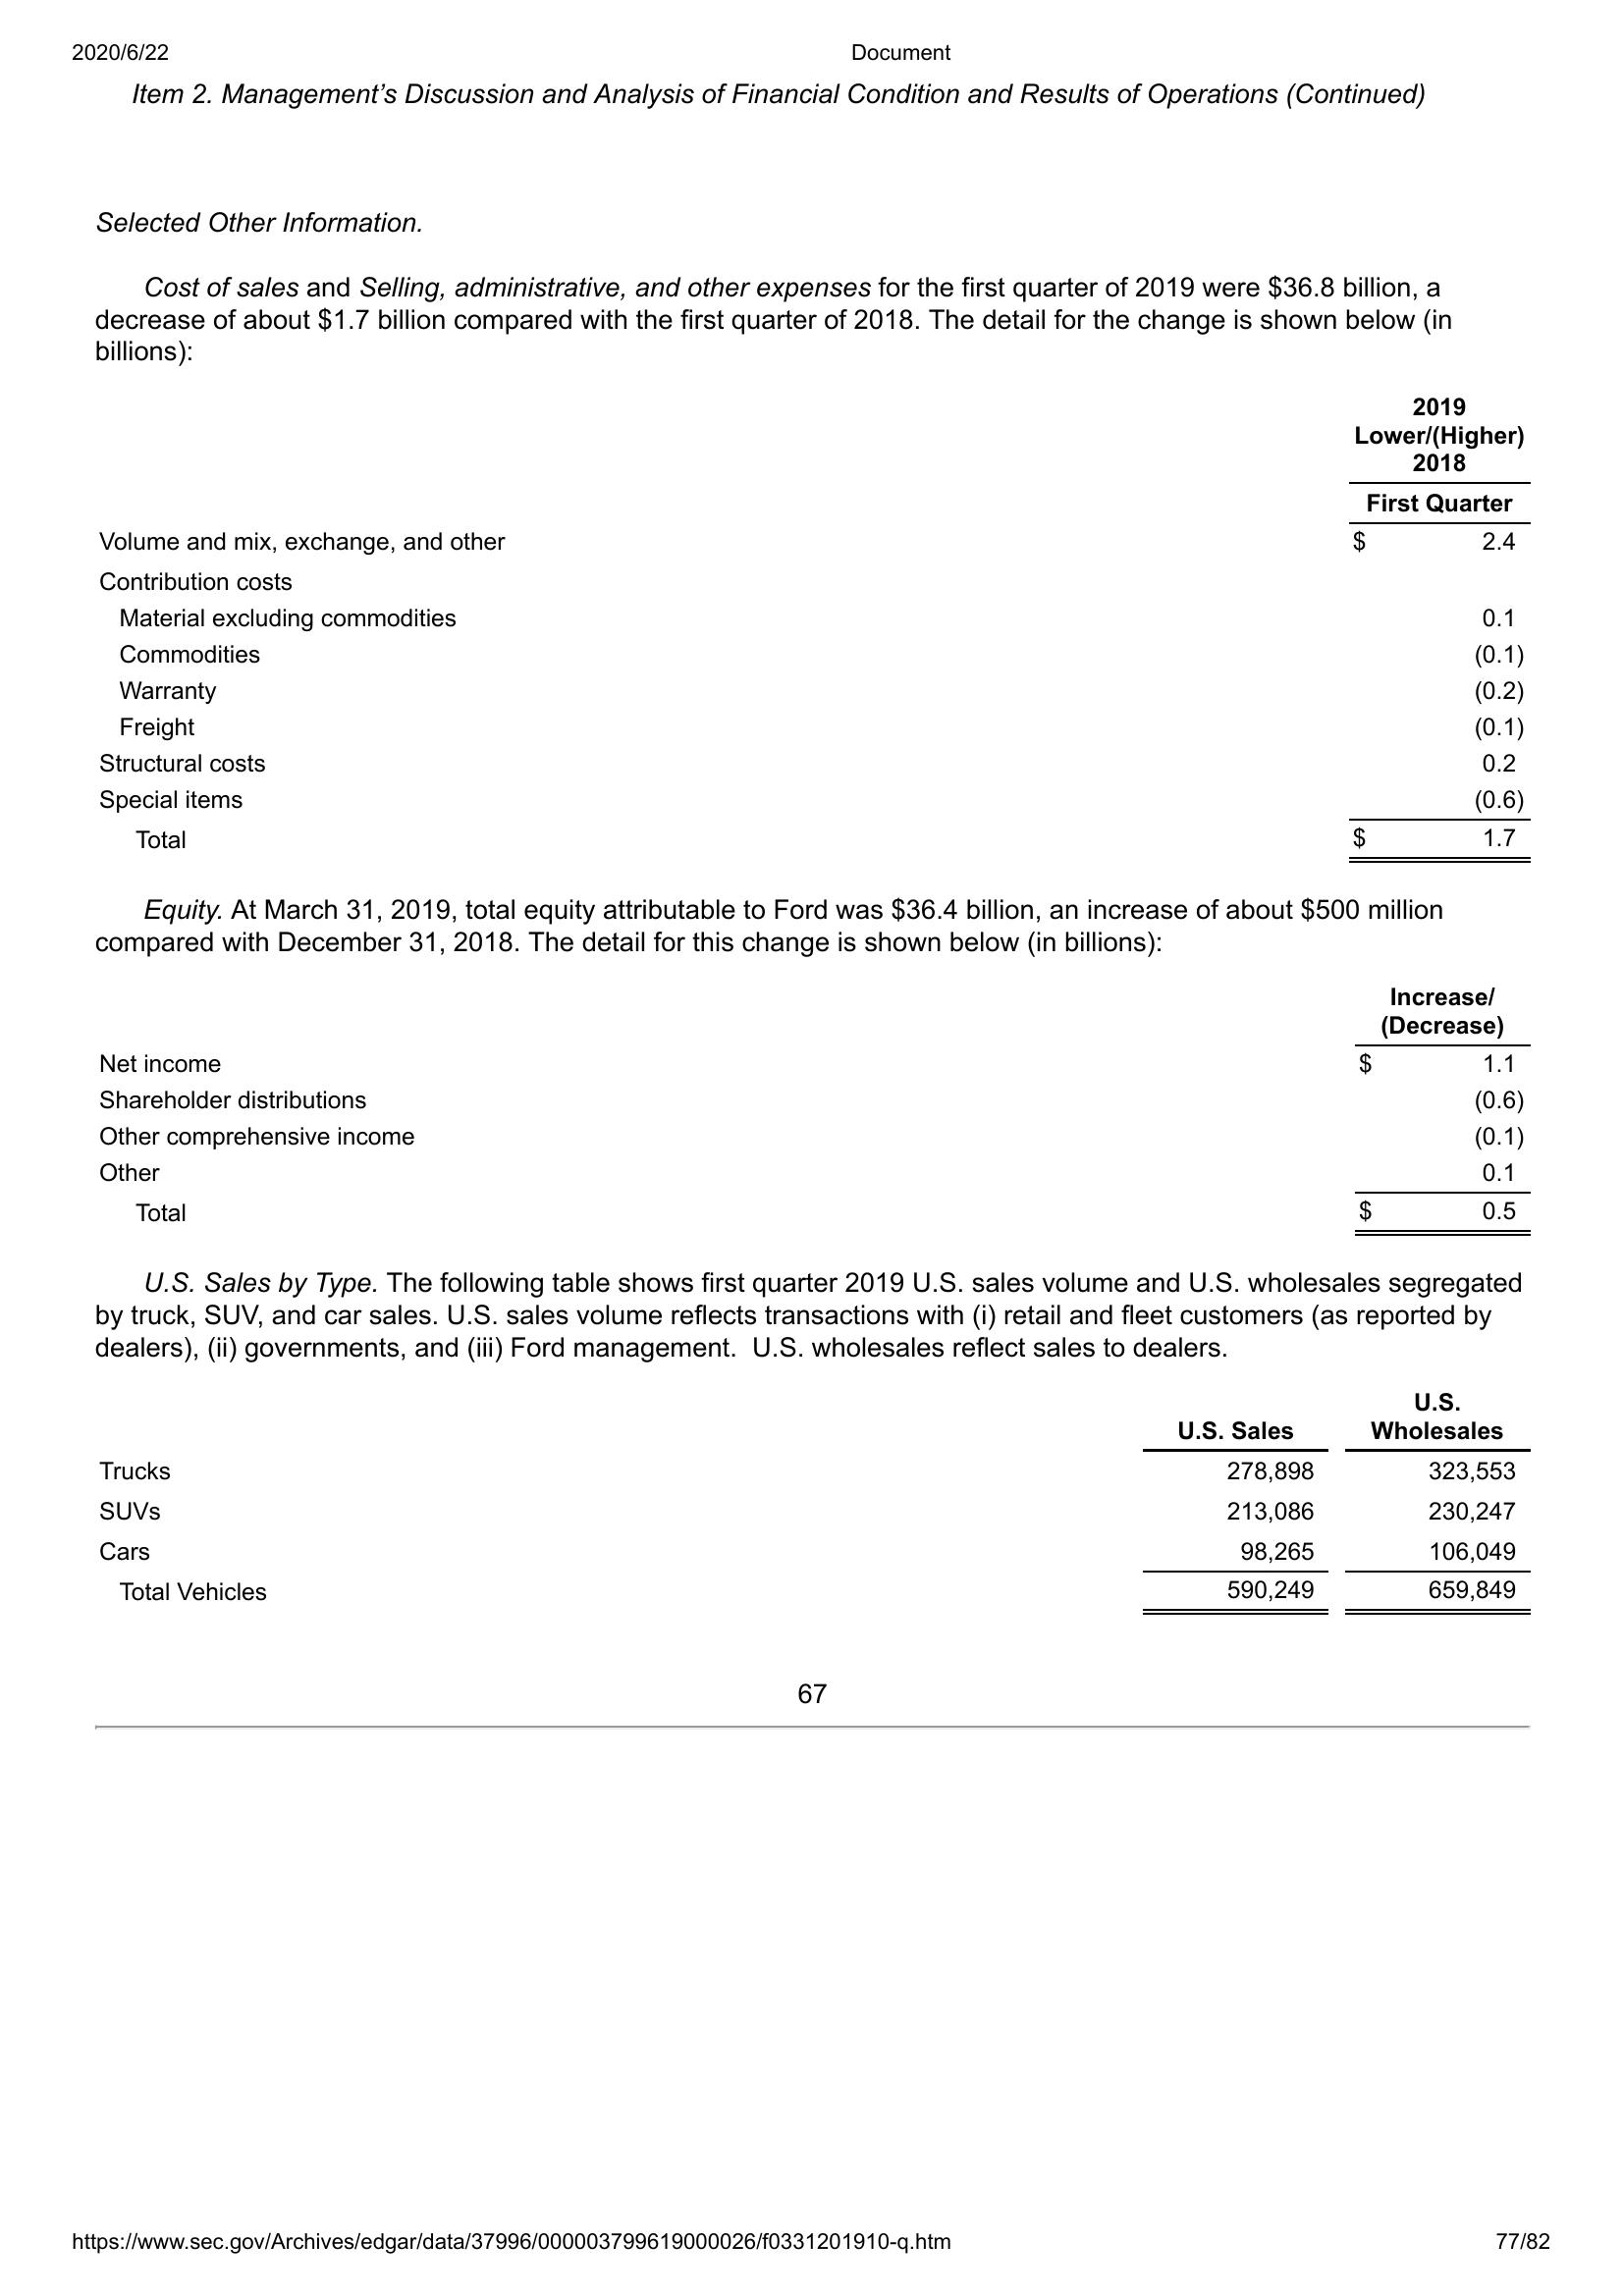 2020/6/22 Document
Item 2. Management’s Discussion and Analysis of Financial Condition and Results of Operations (Continued)
Selected Other Information.
Cost of sales and Selling, administrative, and other expenses for the first quarter of 2019 were $36.8 billion, a
decrease of about $1.7 billion compared with the first quarter of 2018. The detail for the change is shown below (in
billions):
2019
Lower/(Higher)
2018
First Quarter
Volume and mix, exchange, and other $ 2.4
Contribution costs
Material excluding commodities 0.1
Commodities (0.1)
Warranty (0.2)
Freight (0.1)
Structural costs 0.2
Special items (0.6)
Total $ 1.7
Equity. At March 31, 2019, total equity attributable to Ford was $36.4 billion, an increase of about $500 million
compared with December 31, 2018. The detail for this change is shown below (in billions):
Increase/
(Decrease)
Net income $ 1.1
Shareholder distributions (0.6)
Other comprehensive income (0.1)
Other 0.1
Total $ 0.5
U.S. Sales by Type. The following table shows first quarter 2019 U.S. sales volume and U.S. wholesales segregated
by truck, SUV, and car sales. U.S. sales volume reflects transactions with (i) retail and fleet customers (as reported by
dealers), (ii) governments, and (iii) Ford management.  U.S. wholesales reflect sales to dealers.
U.S.
U.S. Sales Wholesales
Trucks 278,898 323,553
SUVs 213,086 230,247
Cars 98,265 106,049
Total Vehicles 590,249 659,849
67
https://www.sec.gov/Archives/edgar/data/37996/000003799619000026/f0331201910-q.htm 77/82